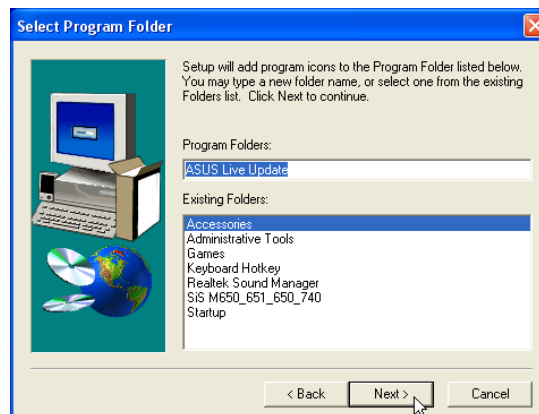 Select Program Folder
Setup will add program icons to the Program Folder listed below.
You may type a new folder name, or select one from the existing
Folders list. Click Next to continue.
Program Folders:
ASUS Live Update
Existing Folders:
Accessories
Administrative Tools
Games
Keyboard Hotkey
Realtek Sound Manager
SiS M650_651_650_740
Startup
< Back
Next >
Cancel